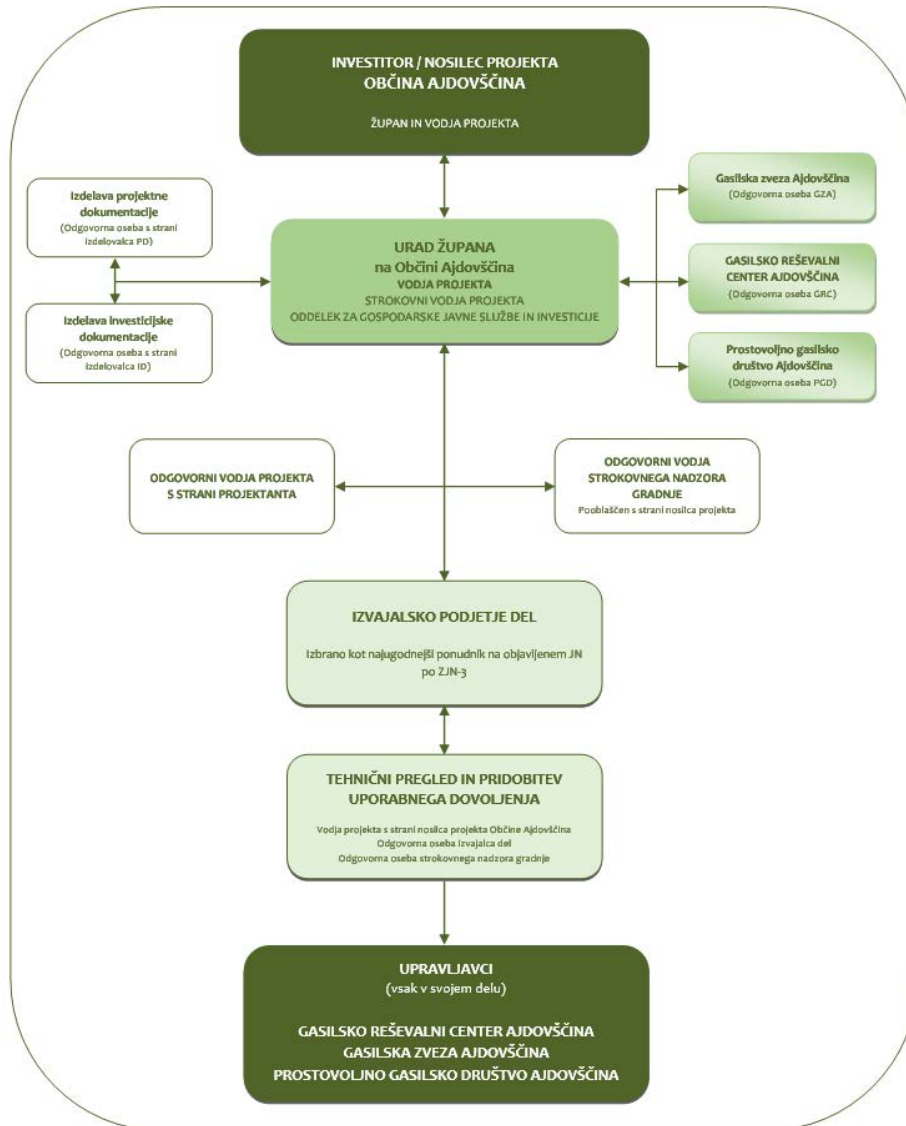 INVESTITOR / NOSILEC PROJEKTA
OBČINA AJDOVŠČINA
ŽUPAN IN VODJA PROJEKTA
Izdelava projektne
dokumentacije
(Odgovorna oseba s strani
izdelovalca PD)
Izdelava investicijske
dokumentacije
(Odgovorna oseba s strani
izdelovalca ID)
URAD ŽUPANA
na Občini Ajdovščina
VODJA PROJEKTA
STROKOVNI VODJA PROJEKTA
ODDELEK ZA GOSPODARSKE JAVNE SLUŽBE IN INVESTICIJE
Gasilska zveza Ajdovščina
(Odgovorna oseba GZA)
GASILSKO REŠEVALNI
CENTER AJDOVŠČINA
(Odgovorna oseba GRC)
Prostovoljno gasilsko
društvo Ajdovščina
(Odgovorna oseba PGD)
ODGOVORNI VODJA PROJEKTA
S STRANI PROJEKTANTA
ODGOVORNI VODJA
STROKOVNEGA NADZORA
GRADNJE
Pooblaščen s strani nosilca projekta
IZVAJALSKO PODJETJE DEL
Izbrano kot najugodnejši ponudnik na objavljenem JN
po ZJN-3
TEHNIČNI PREGLED IN PRIDOBITEV
UPORABNEGA DOVOLJENJA
Vodja projekta s strani nosilca projekta Občine Ajdovščina
Odgovorna oseba izvajalca del
Odgovorna oseba strokovnega nadzora gradnje
UPRAVLJAVCI
(vsak v svojem delu)
GASILSKO REŠEVALNI CENTER AJDOVŠČINA
GASILSKA ZVEZA AJDOVŠČINA
PROSTOVOLJNO GASILSKO DRUŠTVO AJDOVŠČINA